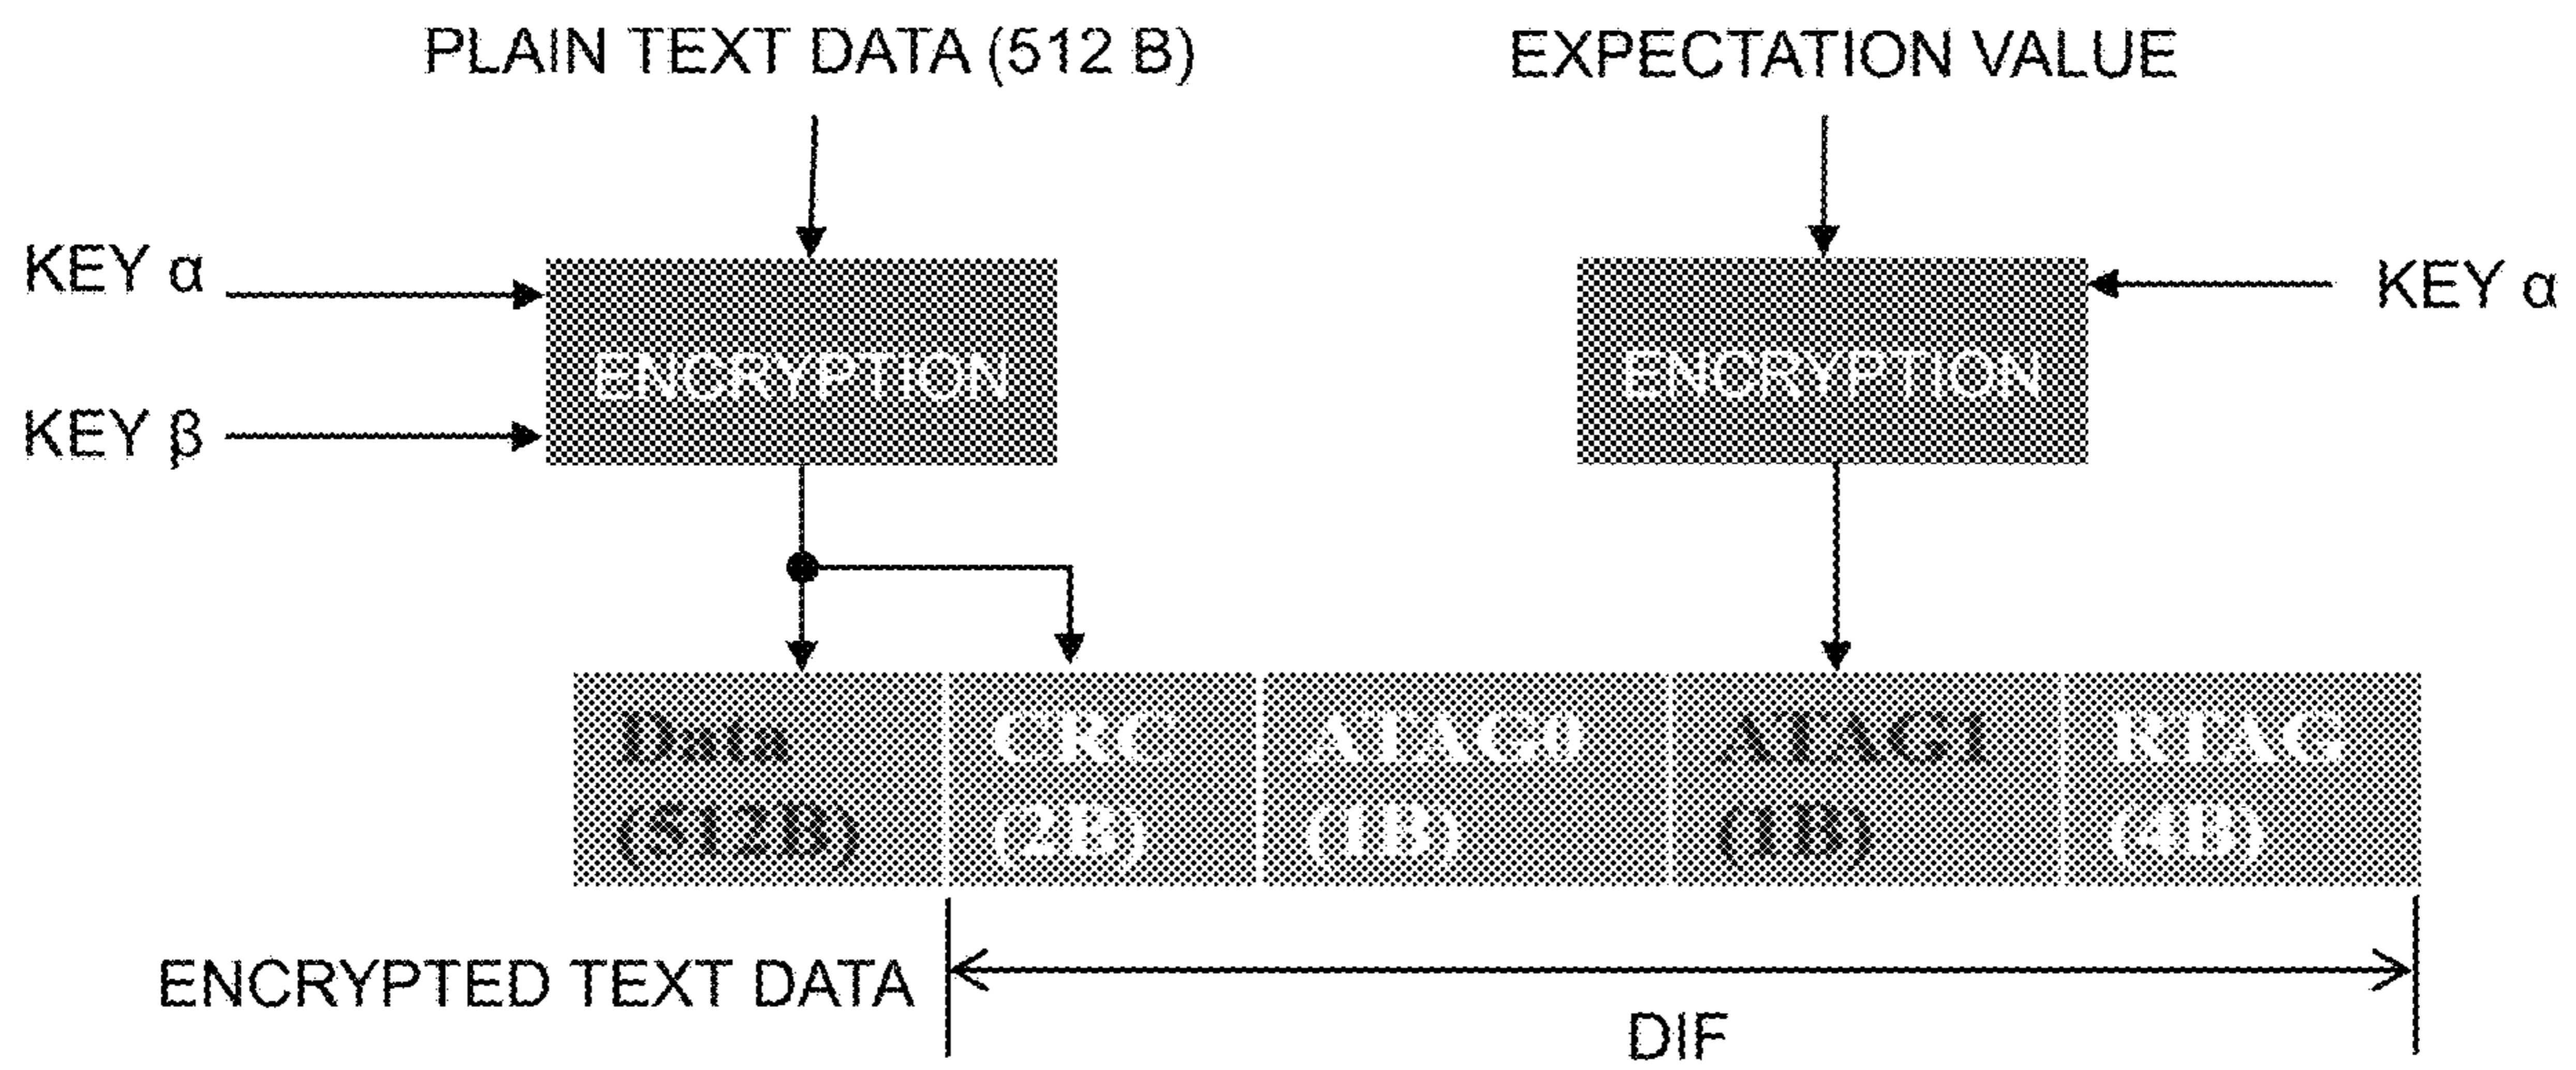 PLAIN TEXT DATA (512 B)
EXPECTATION VALUE
KEY α
KEY α
ENCRYPTION
ENCRYPTION
KEY β
Data
(512B)
CRC
(2B)
ATAG0
(1B)
ATAG1
(1B)
RTAG
(4B)
ENCRYPTED TEXT DATA
DIF